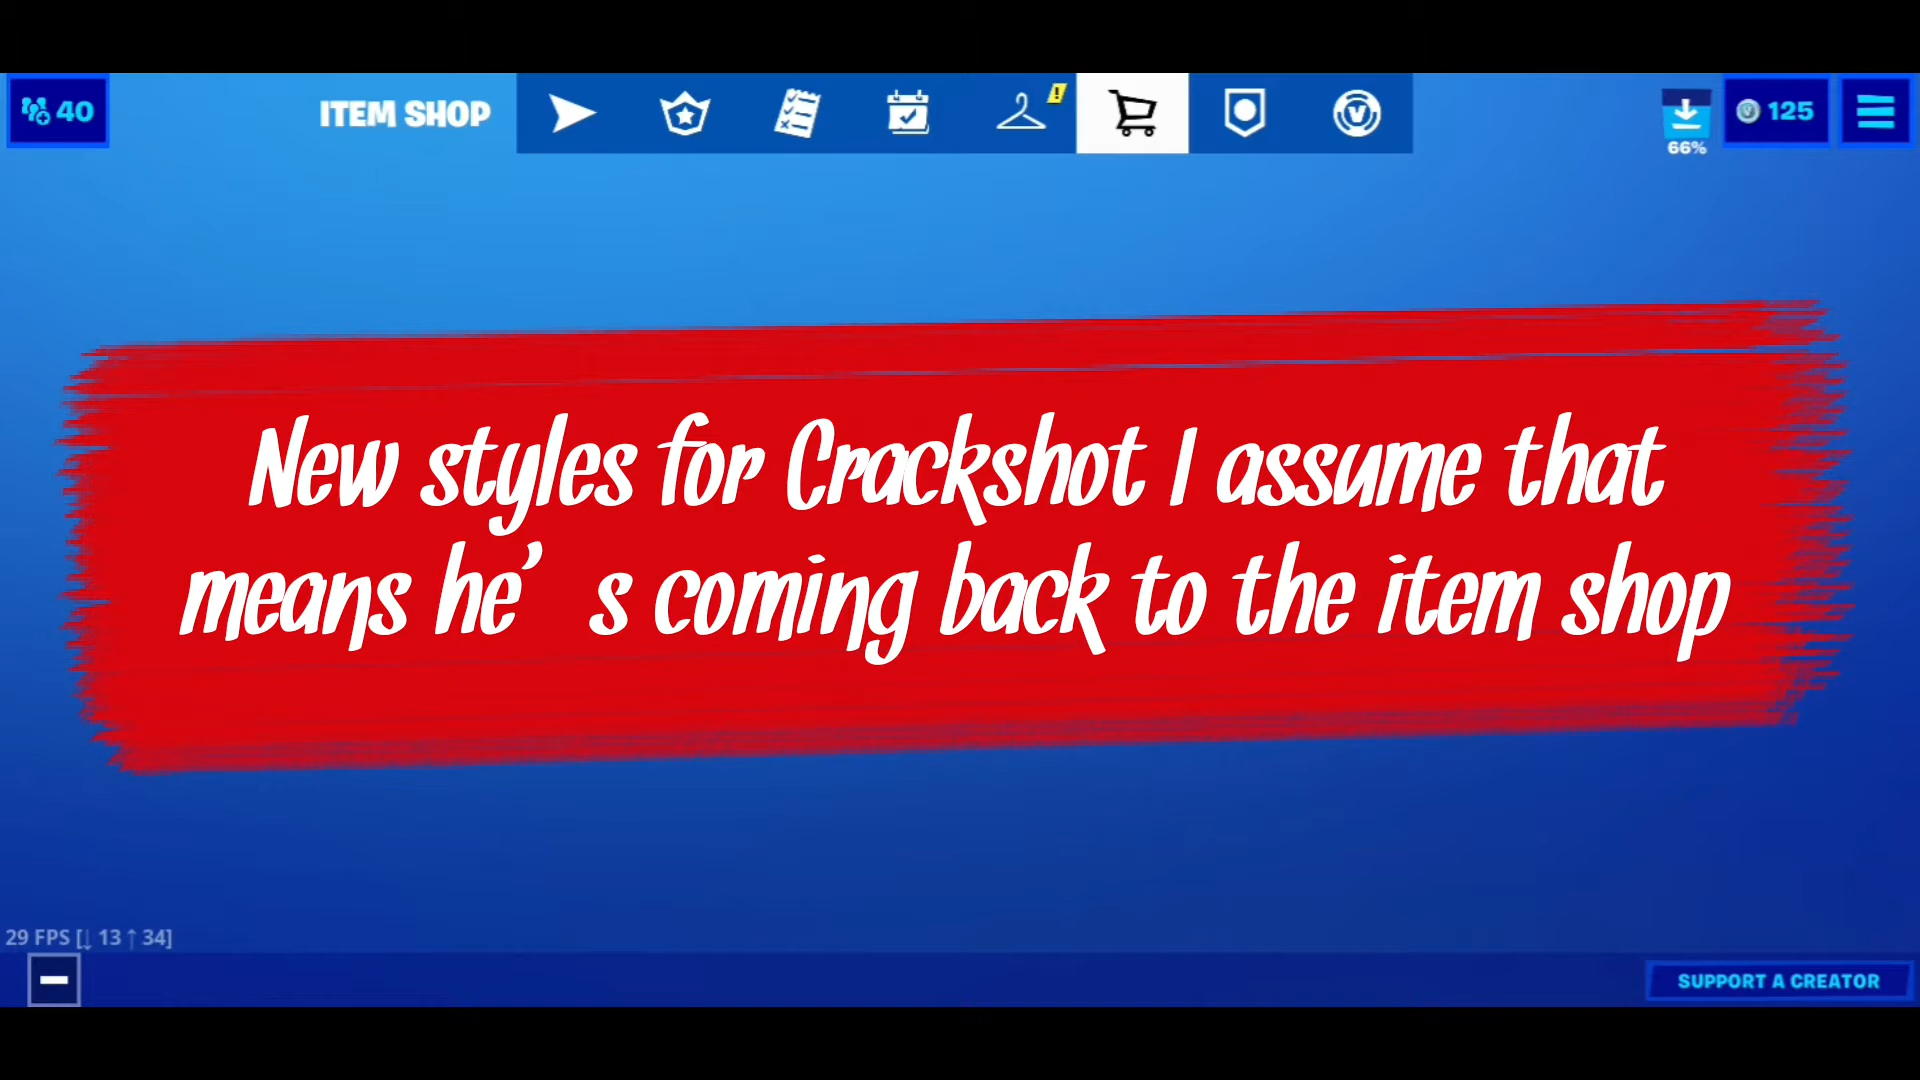 40
ITEM SHOP
!
V
125
66%
New styles for Crackshot I assume that
means he’s coming back to the item shop
29 FPS [↓ 13 ↑ 34]
SUPPORT A CREATOR